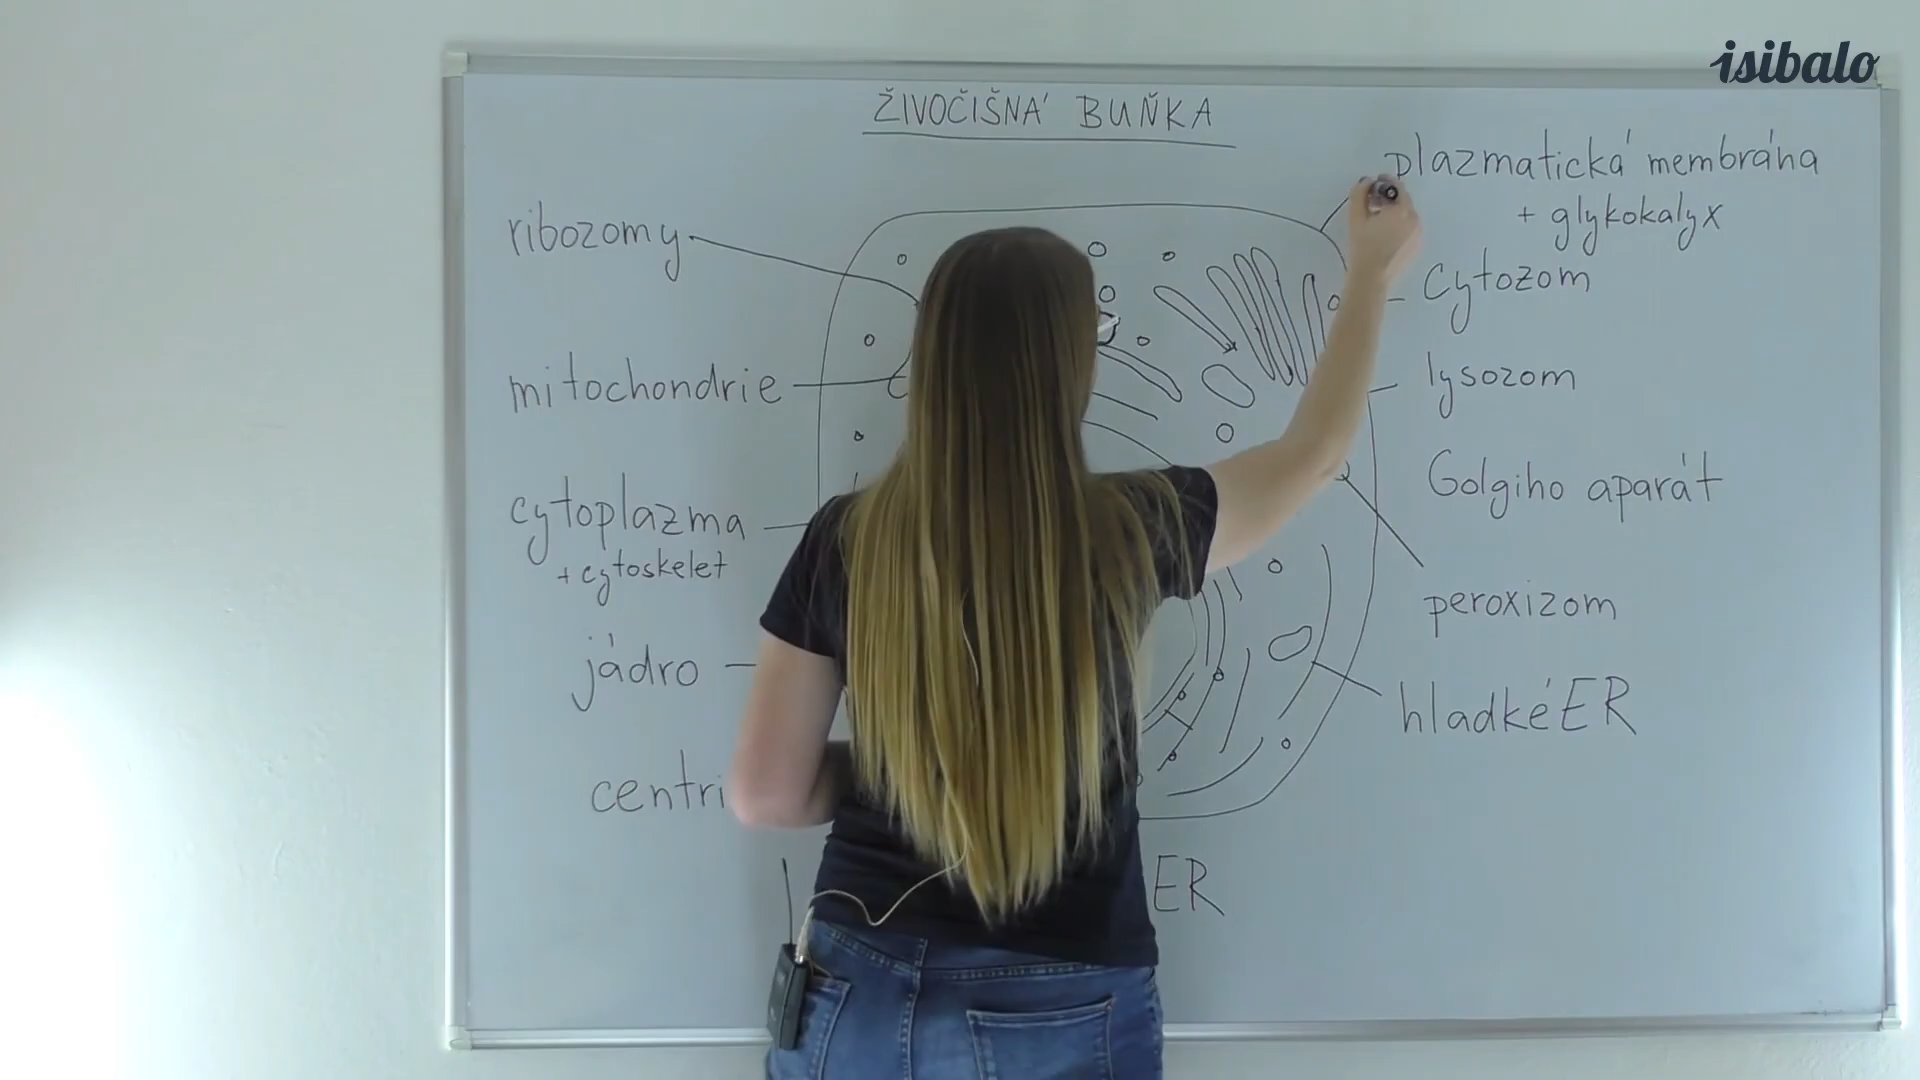 isibalo
ŽIVOČIŠNÁ BUŇKA
plazmatická membrána
+ glykokalyx
ribozomy
cytozom
lysozom
mitochondrie
Golgiho aparát
cytoplazma
+ cytoskelet
peroxizom
jádro
hladké ER
centri
ER